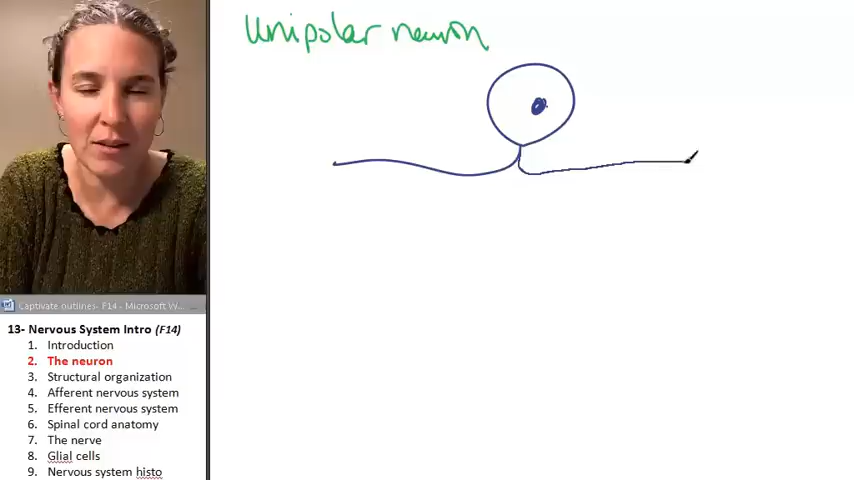 Unipolar neuron
Captivate outlines- F14 - Microsoft W...
13- Nervous System Intro (F14)
1. Introduction
2. The neuron
3. Structural organization
4. Afferent nervous system
5. Efferent nervous system
6. Spinal cord anatomy
7. The nerve
8. Glial cells
9. Nervous system histo